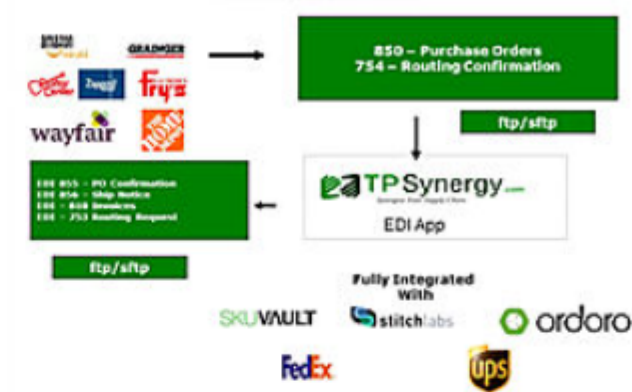 GRAINGER
Zappos
fry's
wayfair
850 – Purchase Orders
754 – Routing Confirmation
ftp/sftp
EDI 855 – PO Confirmation
EDI 856 – Ship Notice
EDI – 810 Invoices
EDI – 753 Routing Request
ftp/sftp
TPSynergy.com
EDI App
Fully Integrated
With
SKUVAULT
stitchlabs
ordoro
FedEx
ups